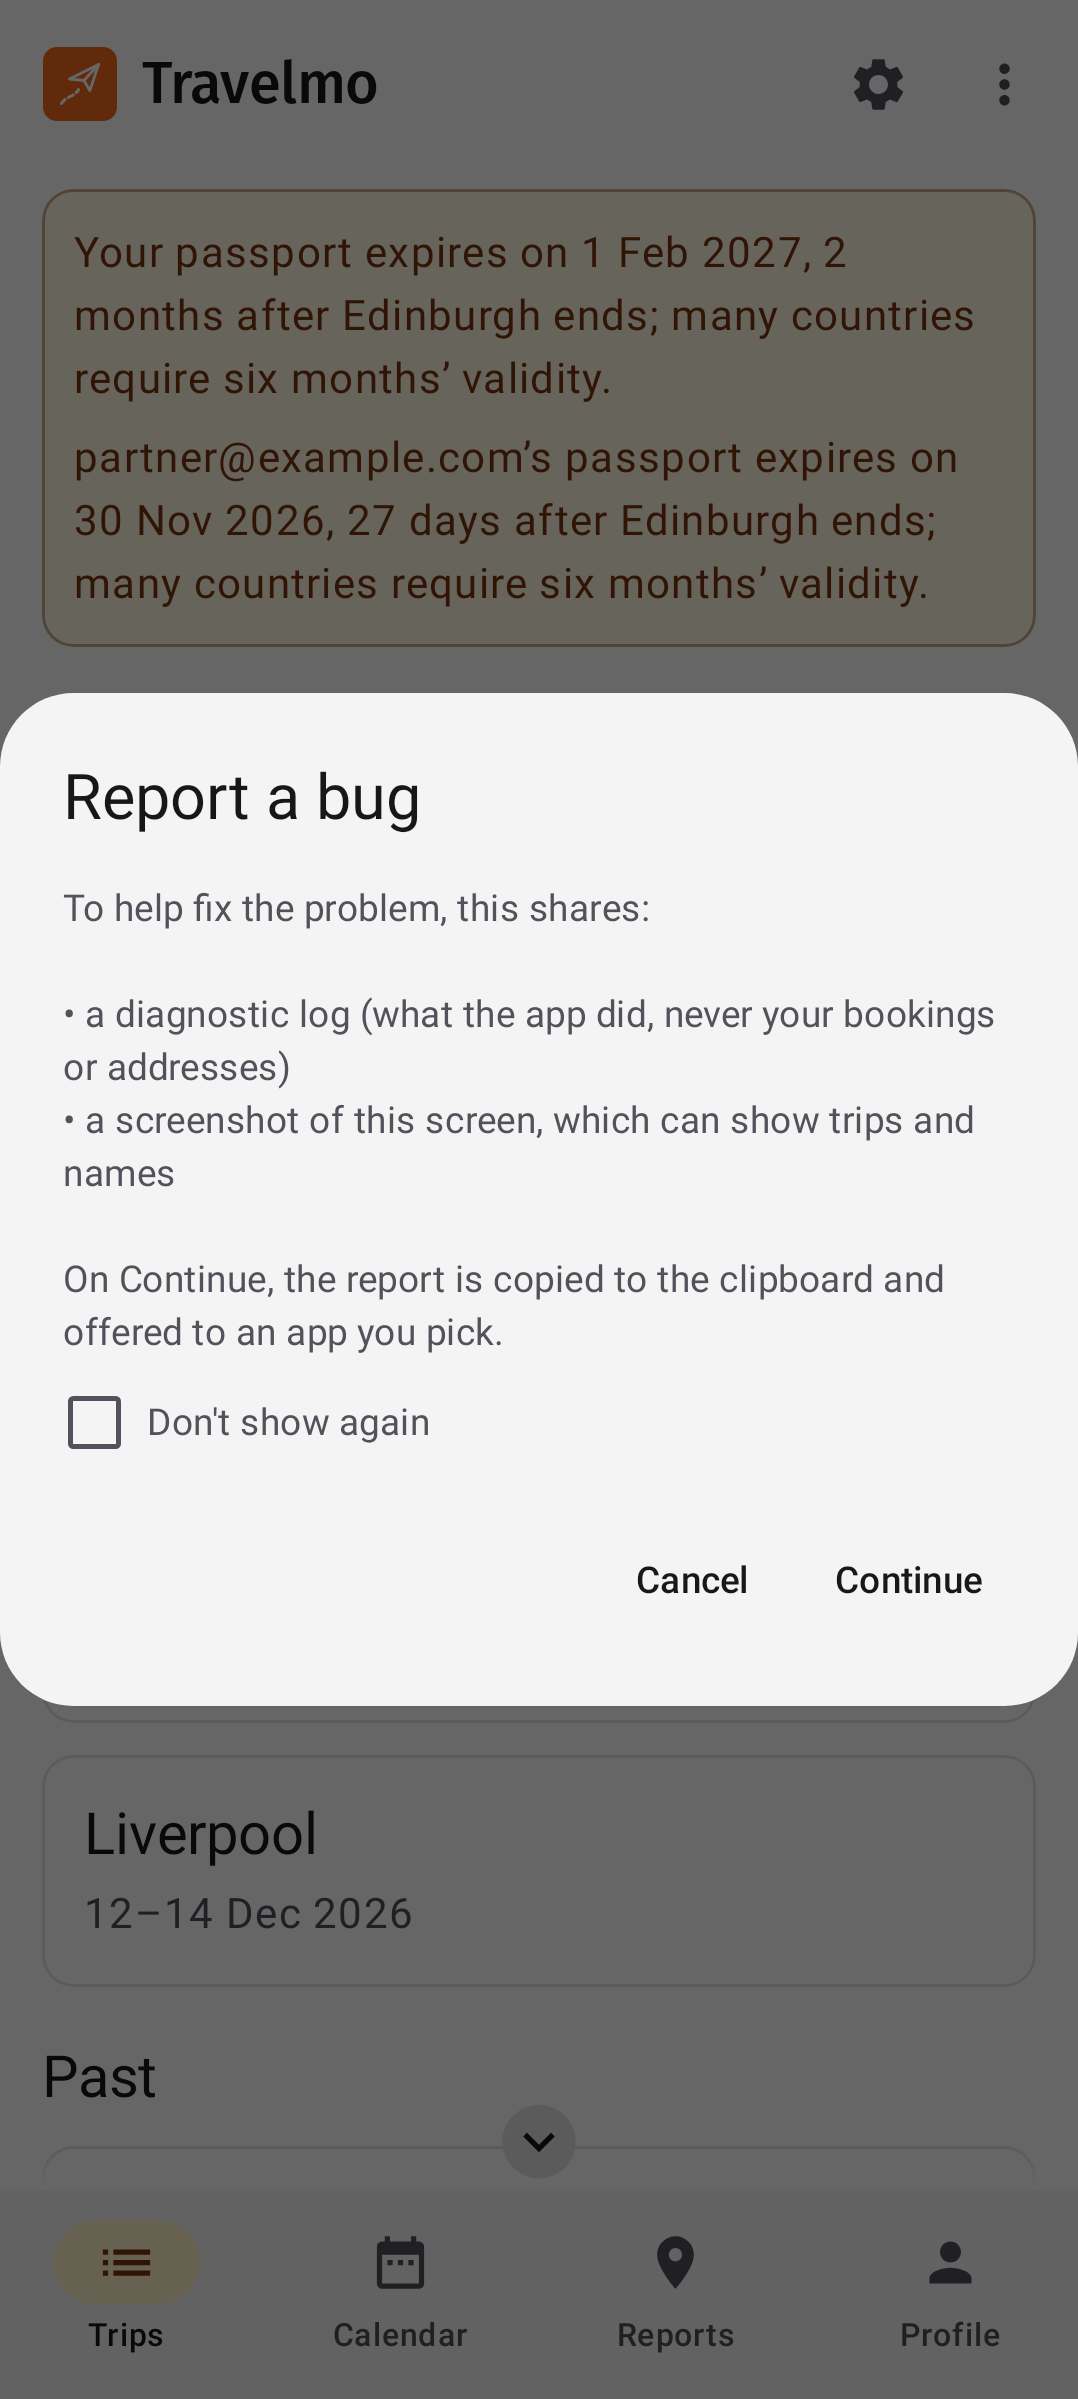 Travelmo
Your passport expires on 1 Feb 2027, 2
months after Edinburgh ends; many countries
require six months’ validity.
partner@example.com’s passport expires on
30 Nov 2026, 27 days after Edinburgh ends;
many countries require six months’ validity.
Report a bug
To help fix the problem, this shares:
• a diagnostic log (what the app did, never your bookings
or addresses)
• a screenshot of this screen, which can show trips and
names
On Continue, the report is copied to the clipboard and
offered to an app you pick.
Don't show again
Cancel Continue
Liverpool
12–14 Dec 2026
Past
Trips Calendar Reports Profile